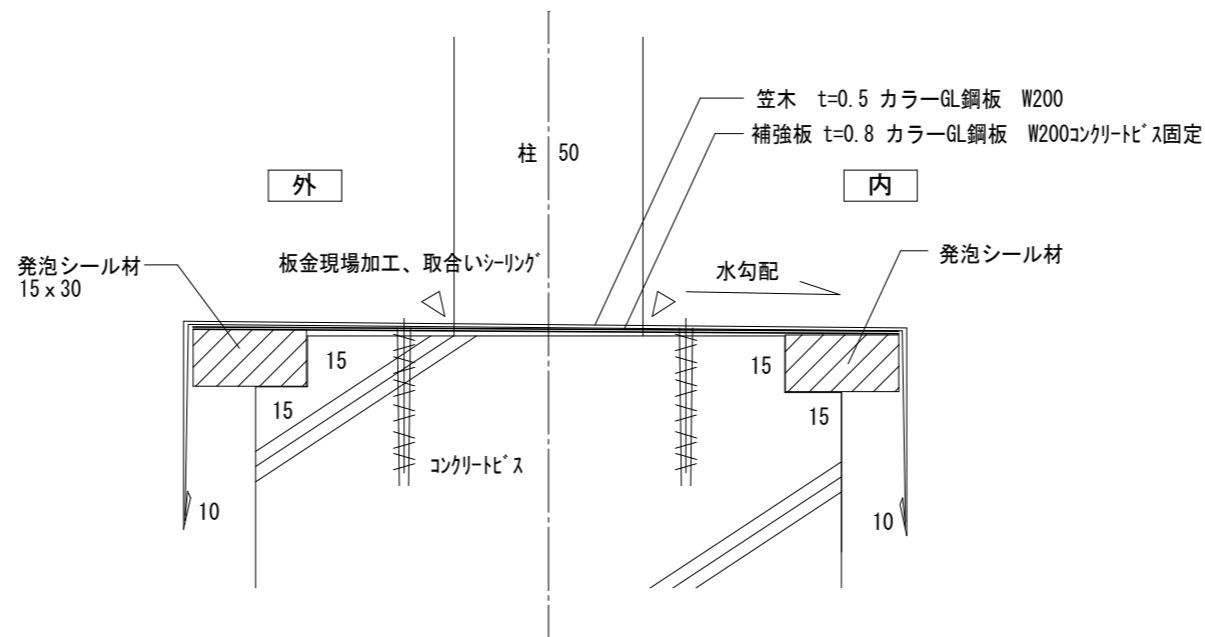 笠木 t=0.5 カラーGL鋼板 W200
補強板 t=0.8 カラーGL鋼板 W200コンクリートビス固定
柱 50
外
内
発泡シール材
15x30
板金現場加工、取合いシーリング
水勾配
発泡シール材
15
15
15
15
コンクリートビス
10
10